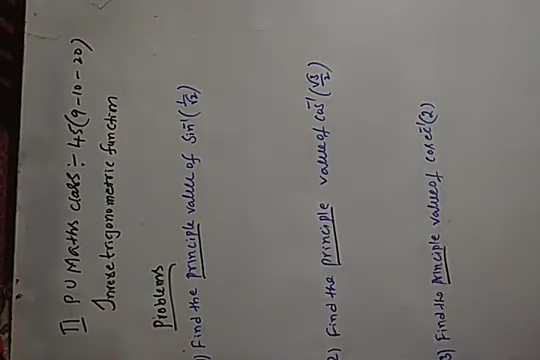 II PU Maths class:- 45(9-10-20)
Inverse trigonometric function
Problems
1) Find the principle value of Sin⁻¹(1/√2)
2) Find the principle value of cos⁻¹(√3/2)
3) Find the principle value of cosec⁻¹(2)